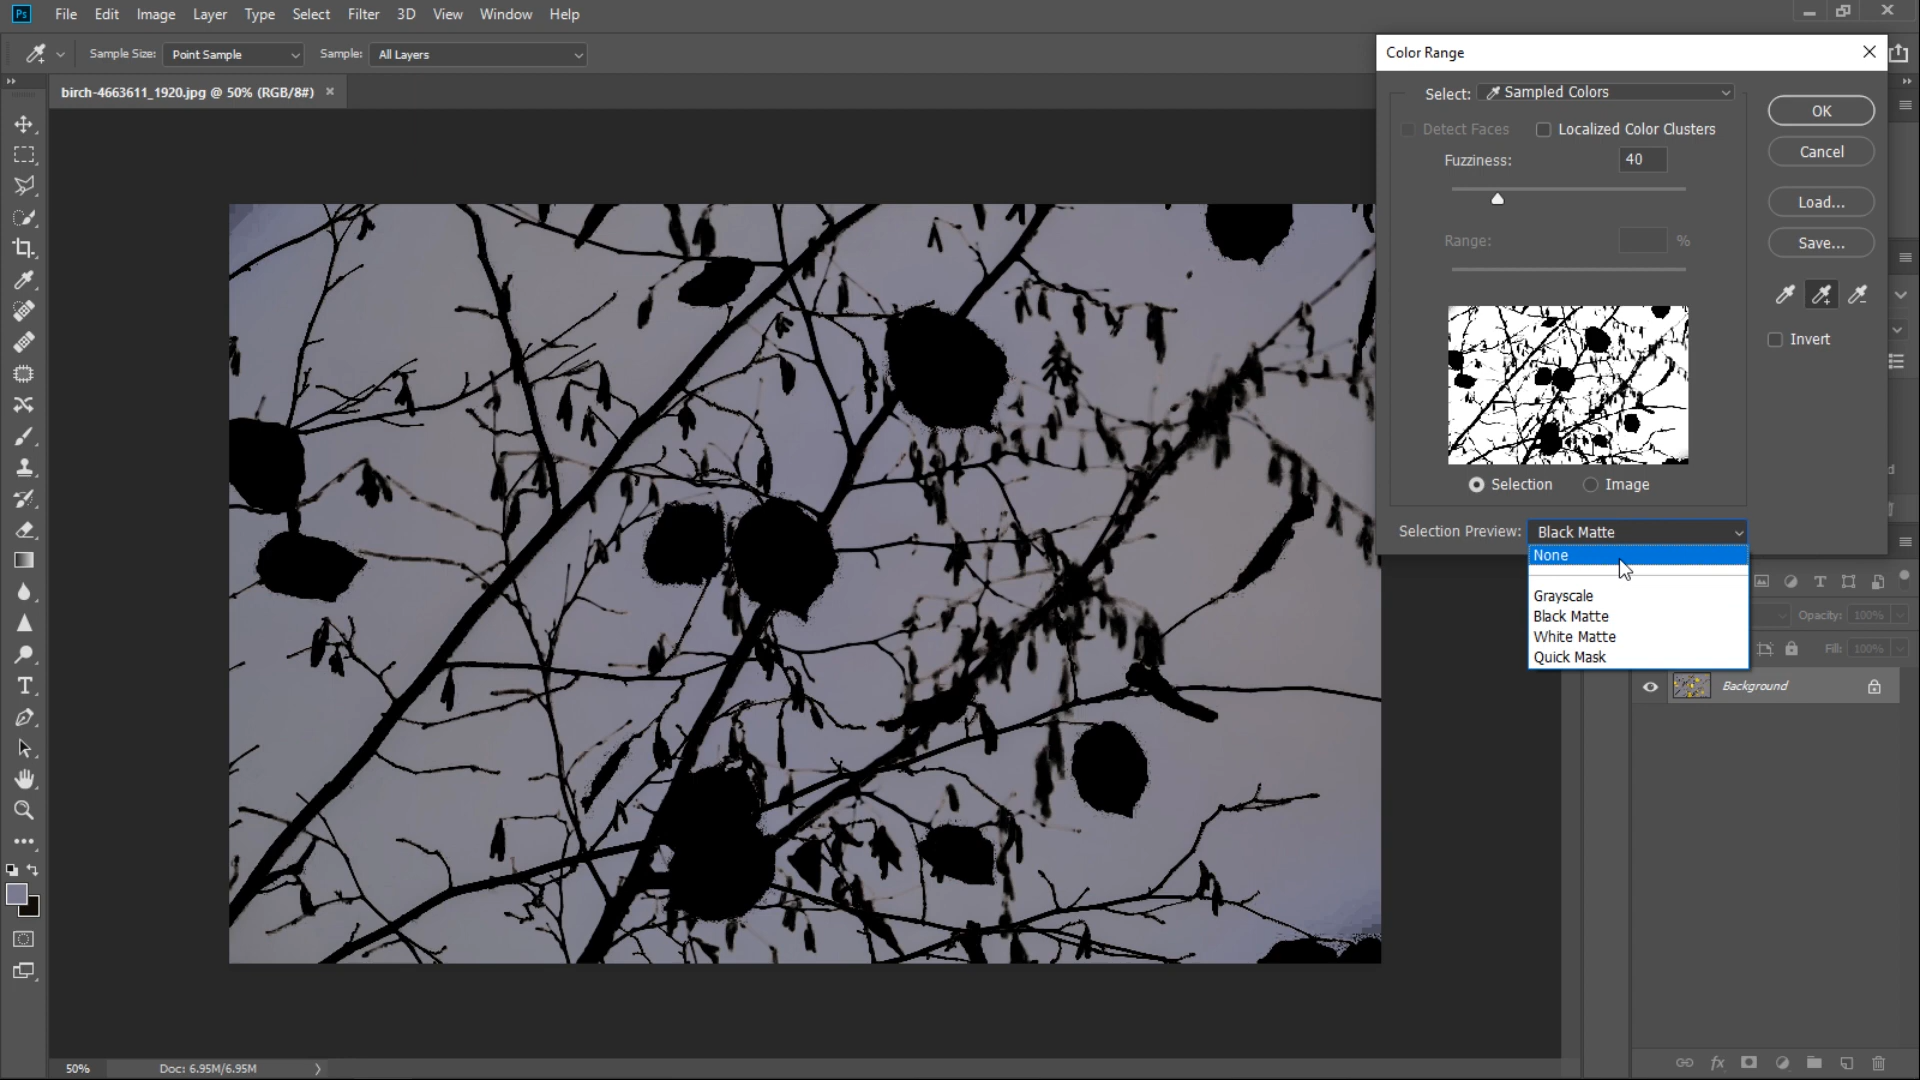 Ps File Edit Image Layer Type Select Filter 3D View Window Help
Sample Size: Point Sample Sample: All Layers
birch-4663611_1920.jpg @ 50% (RGB/8#)
Color Range
Select: Sampled Colors
OK
Detect Faces Localized Color Clusters
Fuzziness: 40
Cancel
Load...
Range: %
Save...
Invert
Selection Image
Selection Preview: Black Matte
None
Grayscale
Black Matte
White Matte
Quick Mask
Opacity: 100%
Fill: 100%
Background
50% Doc: 6.95M/6.95M